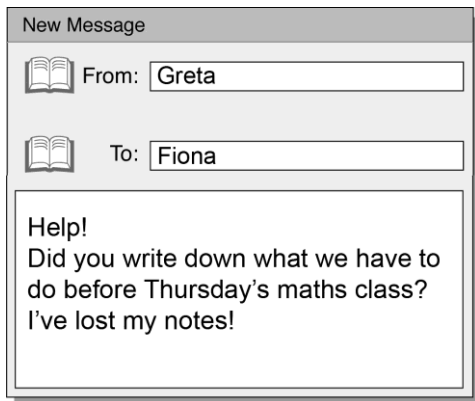 New Message
From: Greta
To: Fiona
Help!
Did you write down what we have to
do before Thursday’s maths class?
I’ve lost my notes!